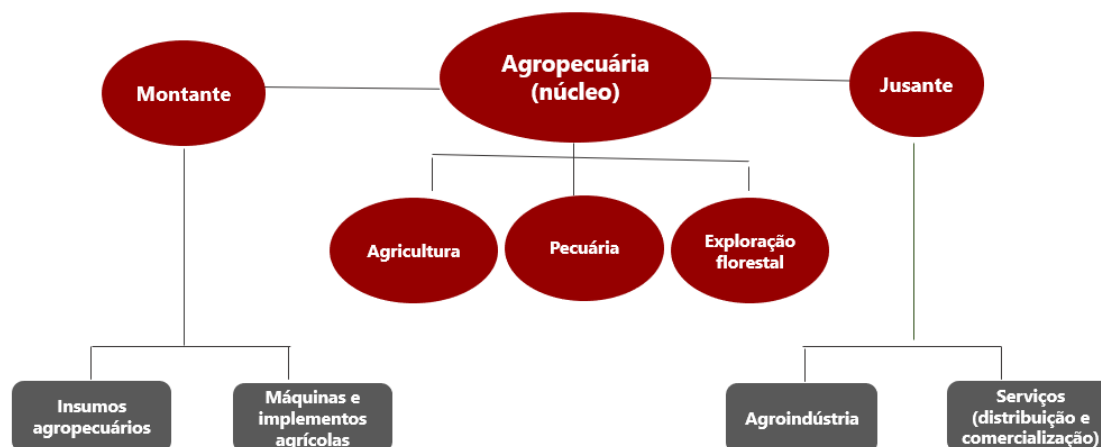 Agropecuária
(núcleo)
Montante
Jusante
Agricultura
Pecuária
Exploração
florestal
Insumos
agropecuários
Máquinas e
implementos
agrícolas
Agroindústria
Serviços
(distribuição e
comercialização)